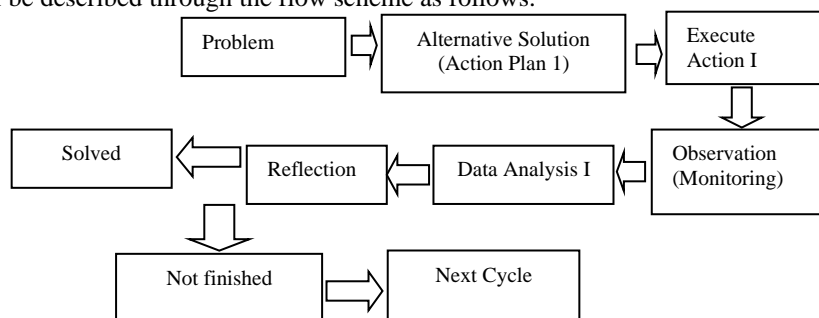 be described through the flow scheme as follows:
Problem
Alternative Solution
(Action Plan 1)
Execute
Action I
Observation
(Monitoring)
Data Analysis I
Reflection
Solved
Not finished
Next Cycle